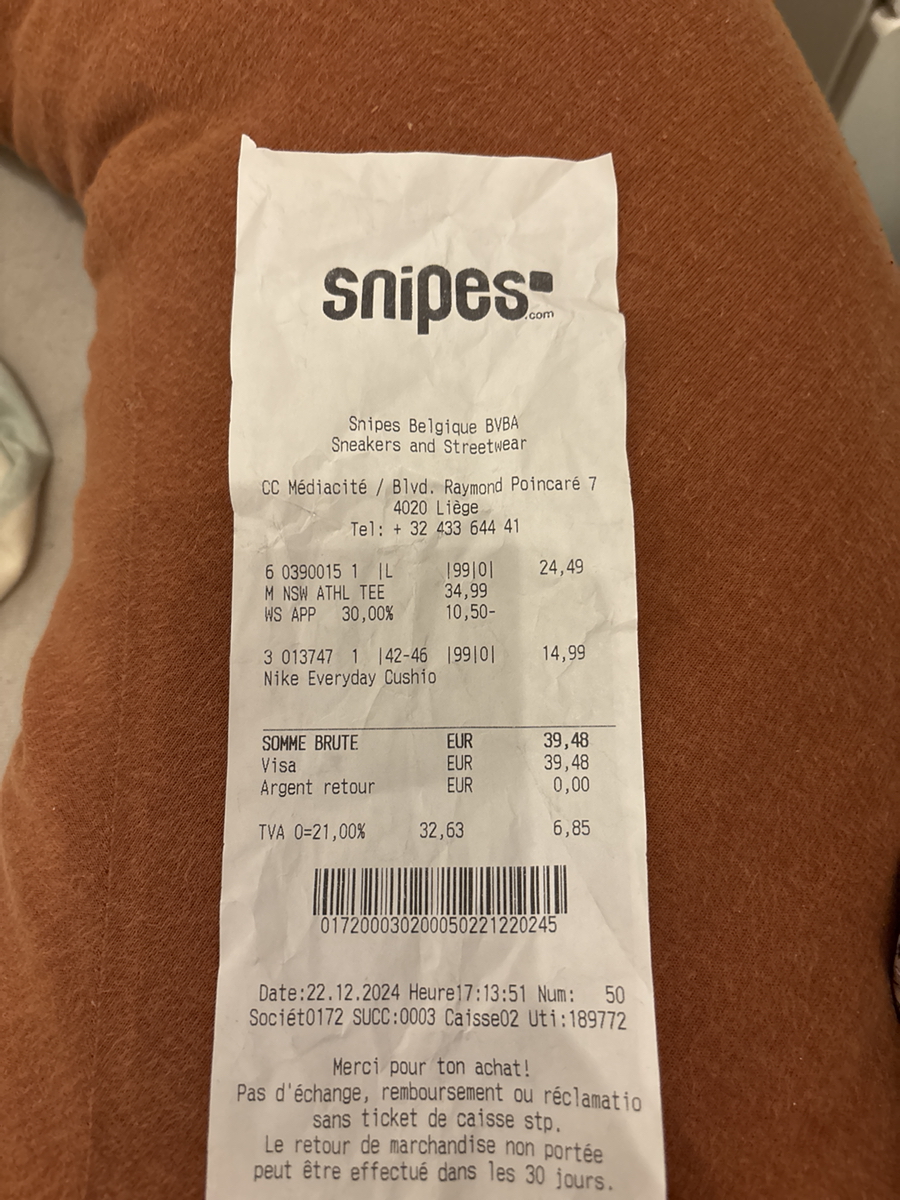 snipes
.com
Snipes Belgique BVBA
Sneakers and Streetwear
CC Médiacité / Blvd. Raymond Poincaré 7
4020 Liège
Tel: + 32 433 644 41
6 0390015 1 |L |99|0| 24,49
M NSW ATHL TEE 34,99
WS APP 30,00% 10,50-
3 013747 1 |42-46 |99|0| 14,99
Nike Everyday Cushio
SOMME BRUTE EUR 39,48
Visa EUR 39,48
Argent retour EUR 0,00
TVA 0=21,00% 32,63 6,85
017200030200050221220245
Date:22.12.2024 Heure17:13:51 Num: 50
Sociét0172 SUCC:0003 Caisse02 Uti:189772
Merci pour ton achat!
Pas d'échange, remboursement ou réclamatio
sans ticket de caisse stp.
Le retour de marchandise non portée
peut être effectué dans les 30 jours.